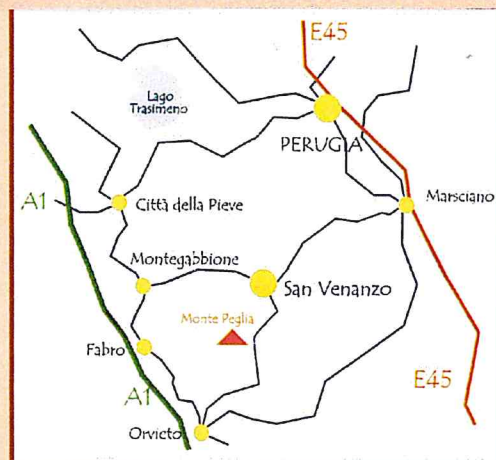 E45
Lago
Trasimeno
PERUGIA
A1
Città della Pieve
Marsciano
Montegabbione
San Venanzo
Monte Peglia
Fabro
E45
A1
Orvieto